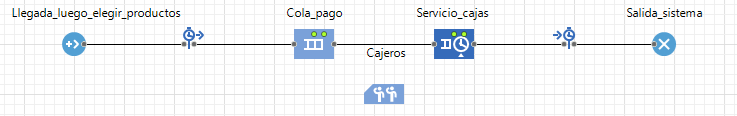 Llegada_luego_elegir_productos
Cola_pago
Servicio_cajas
Salida_sistema
Cajeros